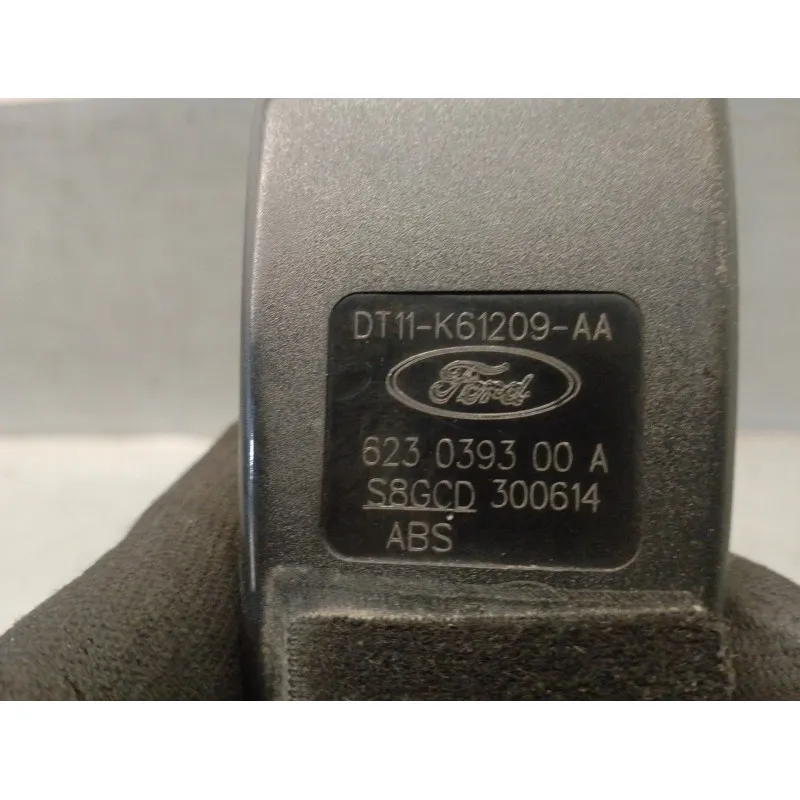 DT11-K61209-AA
Ford
623 0393 00 A
S8GCD 300614
ABS